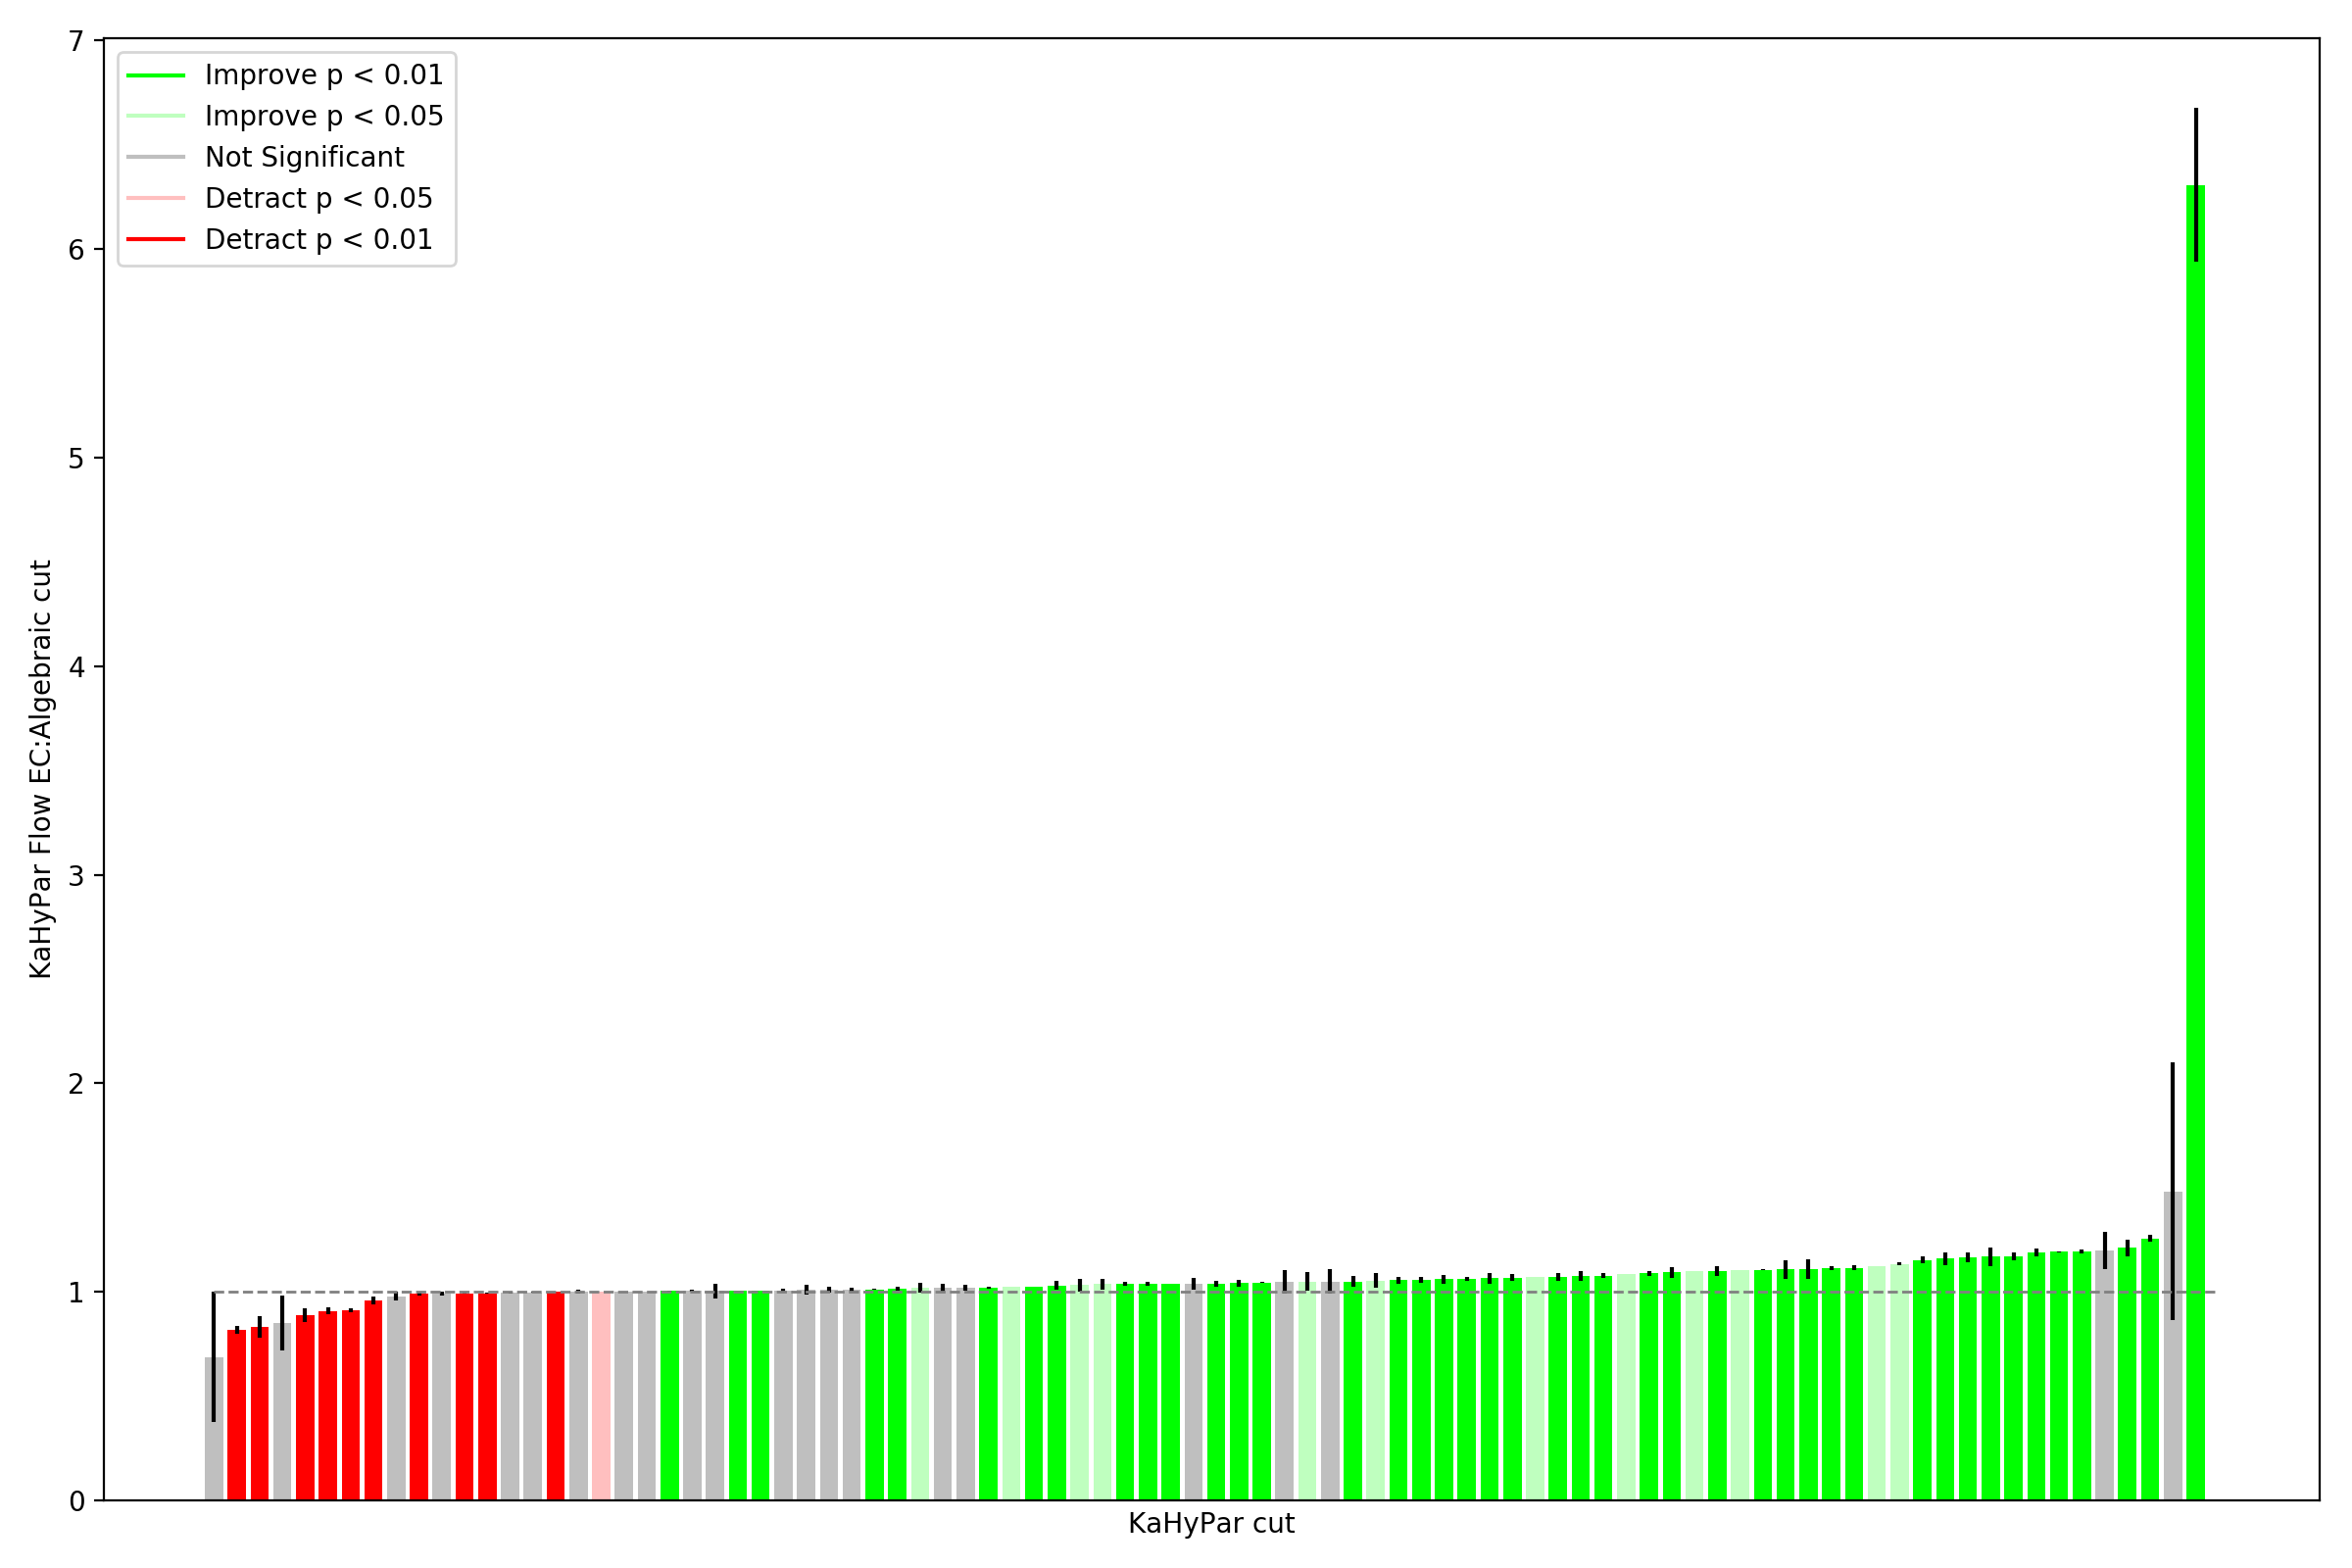 7
6
5
4
3
2
1
0
Improve p < 0.01
Improve p < 0.05
Not Significant
Detract p < 0.05
Detract p < 0.01
KaHyPar Flow EC:Algebraic cut
KaHyPar cut